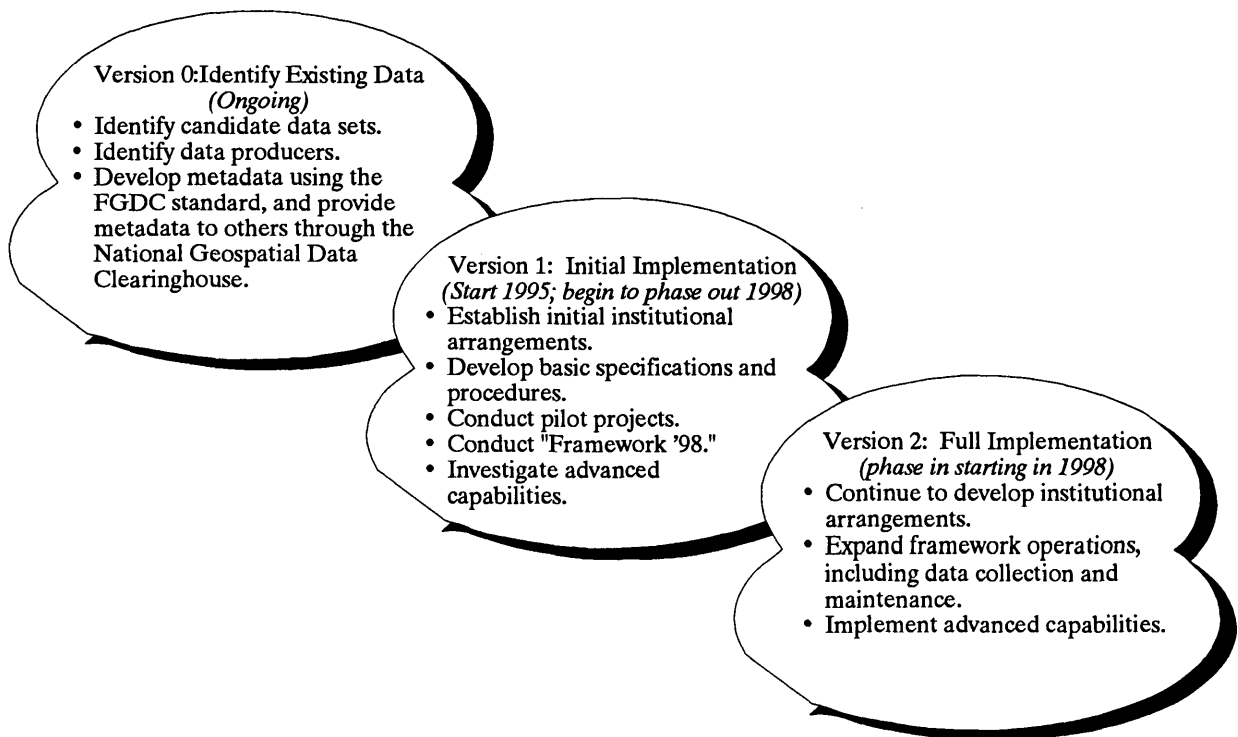 Version 0:Identify Existing Data
(Ongoing)
• Identify candidate data sets.
• Identify data producers.
• Develop metadata using the
FGDC standard, and provide
metadata to others through the
National Geospatial Data
Clearinghouse.
Version 1: Initial Implementation
(Start 1995; begin to phase out 1998)
• Establish initial institutional
arrangements.
• Develop basic specifications and
procedures.
• Conduct pilot projects.
• Conduct "Framework '98."
• Investigate advanced
capabilities.
Version 2: Full Implementation
(phase in starting in 1998)
• Continue to develop institutional
arrangements.
• Expand framework operations,
including data collection and
maintenance.
• Implement advanced capabilities.